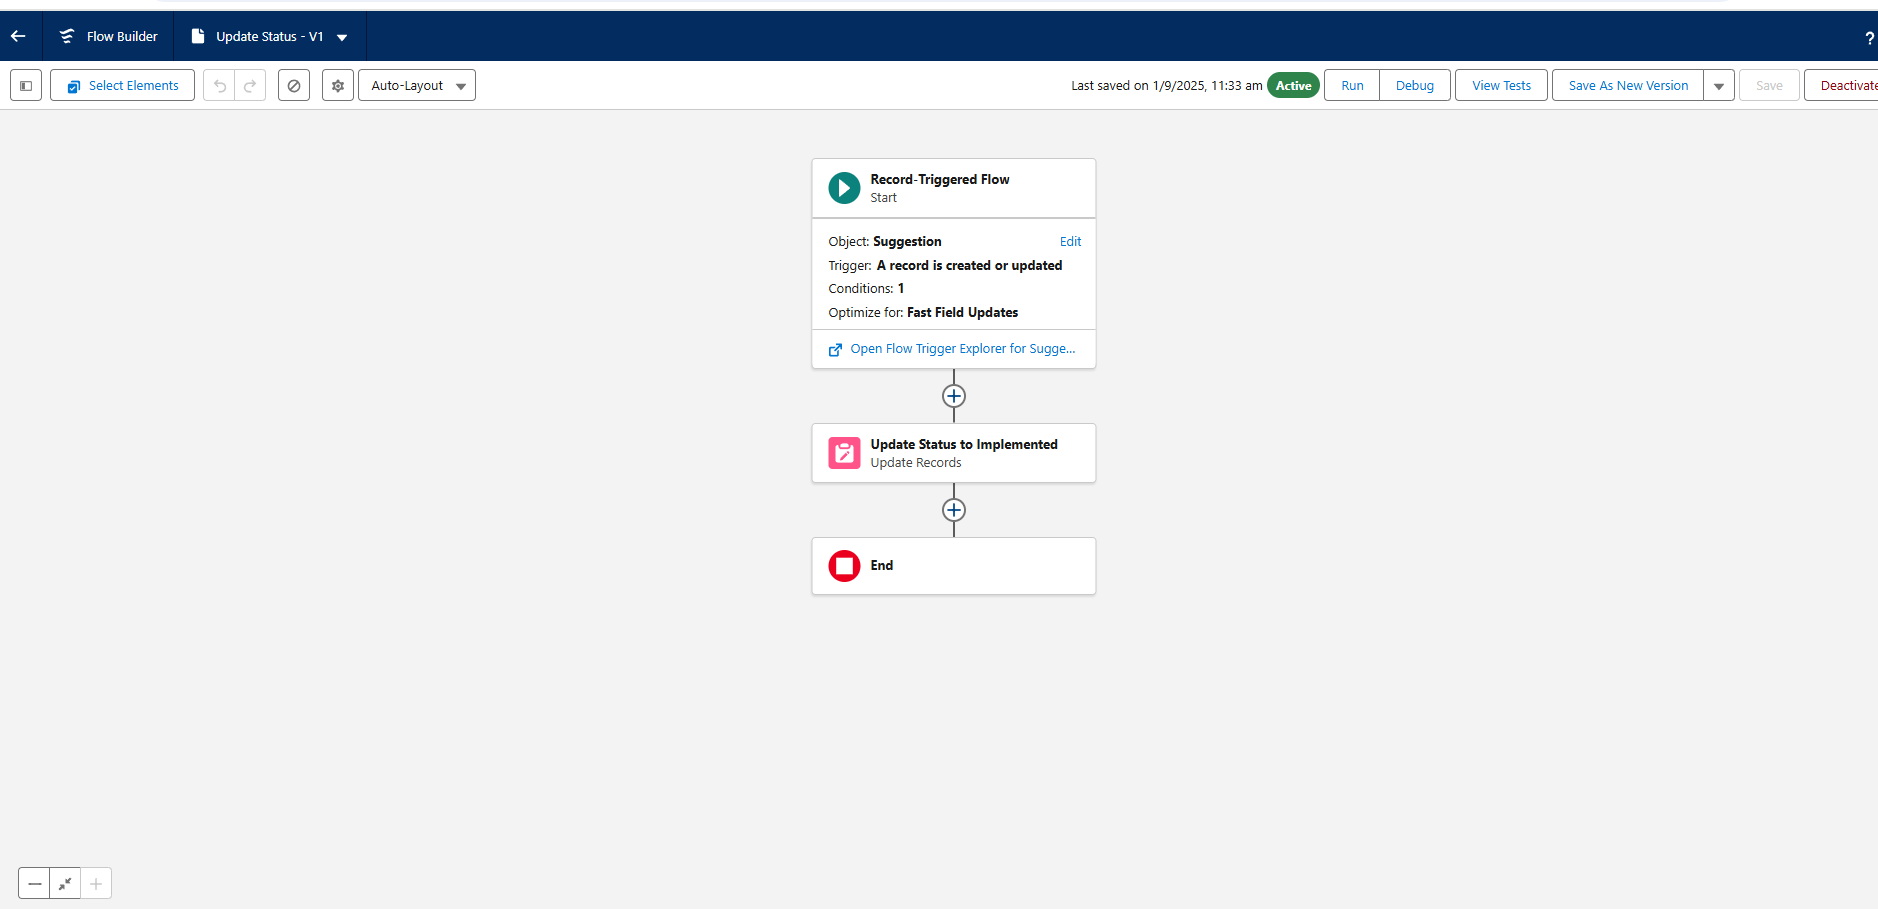 Flow Builder
Update Status - V1
?
Select Elements
Auto-Layout
Last saved on 1/9/2025, 11:33 am
Active
Run
Debug
View Tests
Save As New Version
Save
Deactivate
Record-Triggered Flow
Start
Object: Suggestion
Edit
Trigger: A record is created or updated
Conditions: 1
Optimize for: Fast Field Updates
Open Flow Trigger Explorer for Sugge...
Update Status to Implemented
Update Records
End